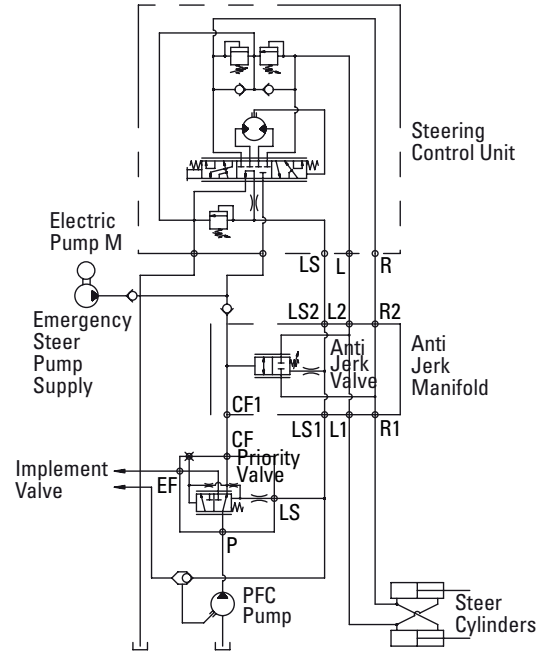 Steering
Control Unit
Electric
Pump M
LS
L
R
Emergency
Steer
Pump
Supply
LS2
L2
R2
Anti
Jerk
Valve
Anti
Jerk
Manifold
CF1
LS1
L1
R1
CF
Priority
Valve
Implement
Valve
EF
LS
P
PFC
Pump
Steer
Cylinders